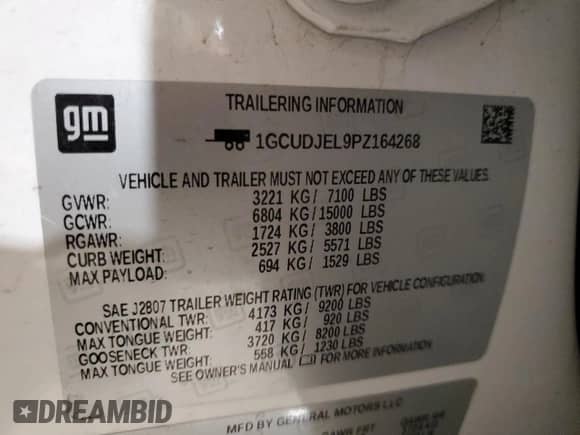 gm
TRAILERING INFORMATION
1GCUDJEL9PZ164268
VEHICLE AND TRAILER MUST NOT EXCEED ANY OF THESE VALUES.
GVWR: 3221 KG / 7100 LBS
GCWR: 6804 KG / 15000 LBS
RGAWR: 1724 KG / 3800 LBS
CURB WEIGHT: 2527 KG / 5571 LBS
MAX PAYLOAD: 694 KG / 1529 LBS
SAE J2807 TRAILER WEIGHT RATING (TWR) FOR VEHICLE CONFIGURATION.
CONVENTIONAL TWR: 4173 KG / 9200 LBS
MAX TONGUE WEIGHT: 417 KG / 920 LBS
GOOSENECK TWR: 3720 KG / 8200 LBS
MAX TONGUE WEIGHT: 558 KG / 1230 LBS
SEE OWNER'S MANUAL FOR MORE INFORMATION
MFD BY GENERAL MOTORS LLC
GAWR FRT
DREAMBID